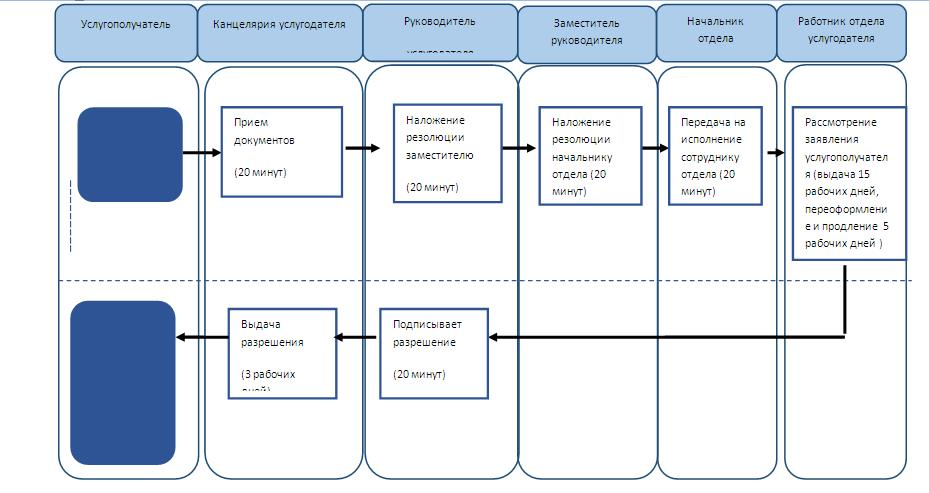 Услугополучатель
Канцелярия услугодателя
Руководитель
услугодателя
Заместитель
руководителя
Начальник
отдела
Работник отдела
услугодателя
Прием
документов
(20 минут)
Наложение
резолюции
заместителю
(20 минут)
Наложение
резолюции
начальнику
отдела (20
минут)
Передача на
исполнение
сотруднику
отдела (20
минут)
Рассмотрение
заявления
услугополучател
я (выдача 15
рабочих дней,
переоформлени
е и продление 5
рабочих дней )
Выдача
разрешения
(3 рабочих
дней)
Подписывает
разрешение
(20 минут)